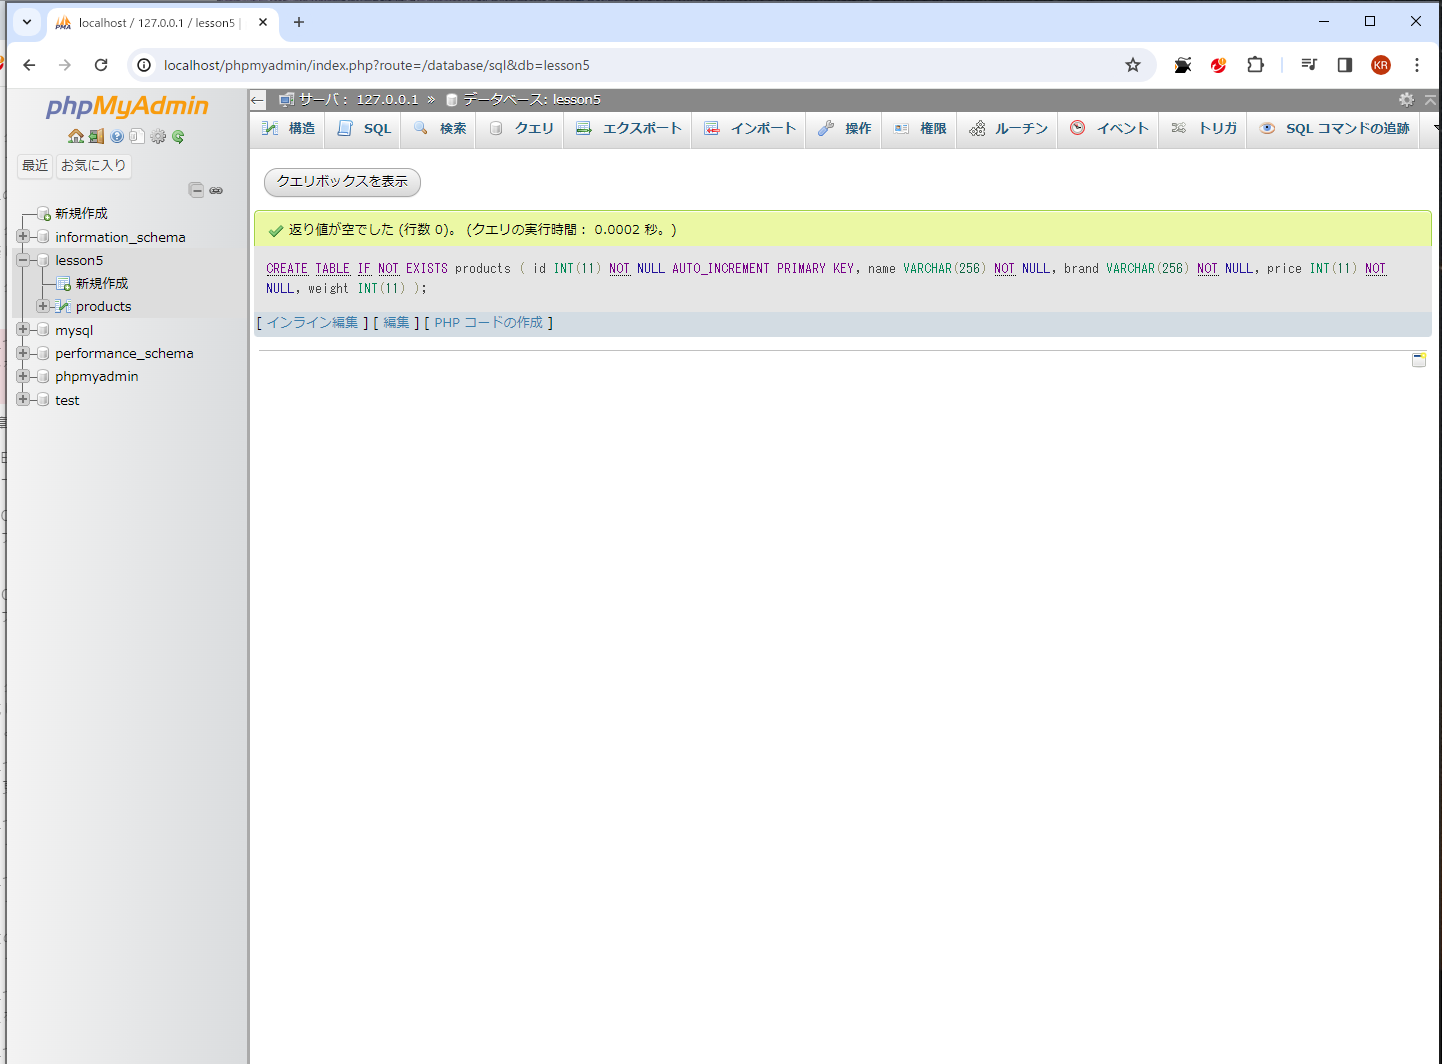 localhost / 127.0.0.1 / lesson5 |
localhost/phpmyadmin/index.php?route=/database/sql&db=lesson5
KR
phpMyAdmin
最近 お気に入り
新規作成
information_schema
lesson5
新規作成
products
mysql
performance_schema
phpmyadmin
test
サーバ： 127.0.0.1 » データベース: lesson5
構造 SQL 検索 クエリ エクスポート インポート 操作 権限 ルーチン イベント トリガ SQL コマンドの追跡
クエリボックスを表示
返り値が空でした (行数 0)。 (クエリの実行時間： 0.0002 秒。)
CREATE TABLE IF NOT EXISTS products ( id INT(11) NOT NULL AUTO_INCREMENT PRIMARY KEY, name VARCHAR(256) NOT NULL, brand VARCHAR(256) NOT NULL, price INT(11) NOT
NULL, weight INT(11) );
[ インライン編集 ] [ 編集 ] [ PHP コードの作成 ]